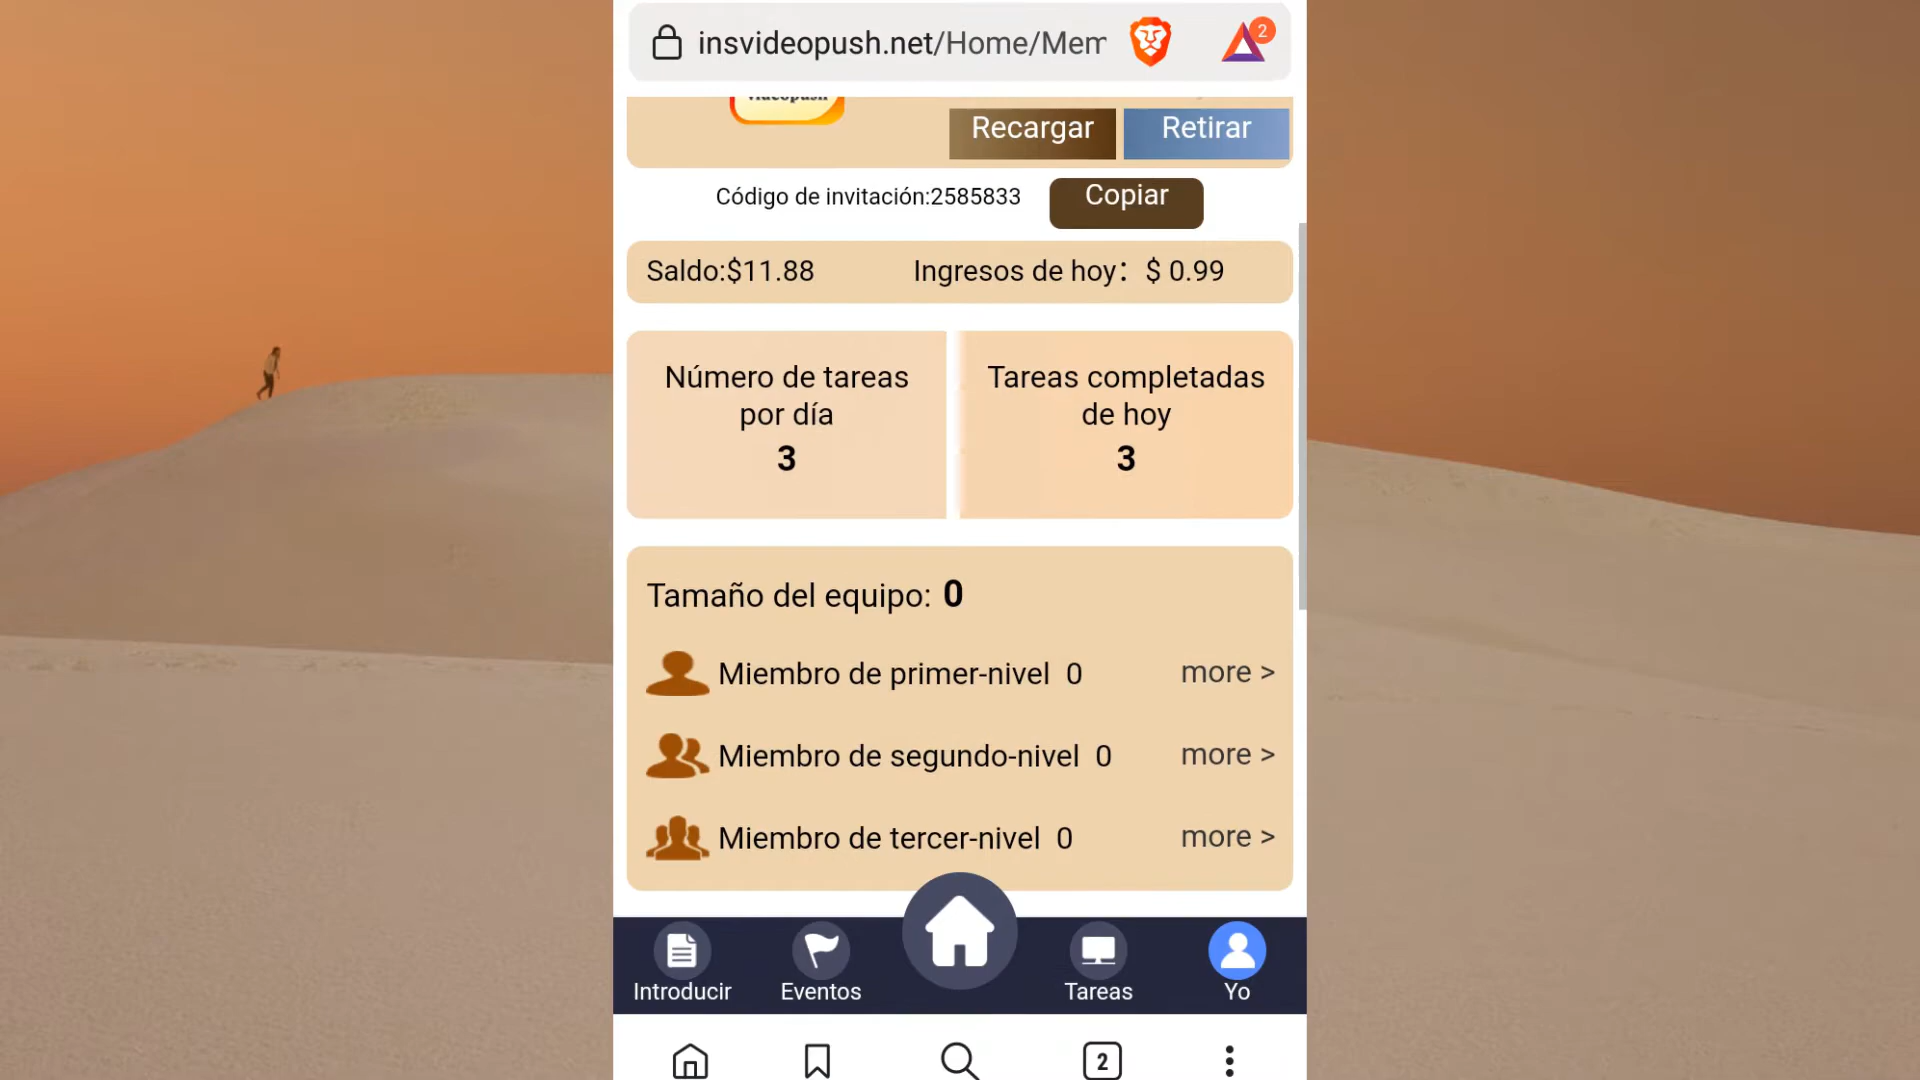 insvideopush.net/Home/Mem
2
videopush
Recargar
Retirar
Código de invitación:2585833
Copiar
Saldo:$11.88
Ingresos de hoy: $ 0.99
Número de tareas
por día
3
Tareas completadas
de hoy
3
Tamaño del equipo: 0
Miembro de primer-nivel 0
more >
Miembro de segundo-nivel 0
more >
Miembro de tercer-nivel 0
more >
Introducir
Eventos
Tareas
Yo
2